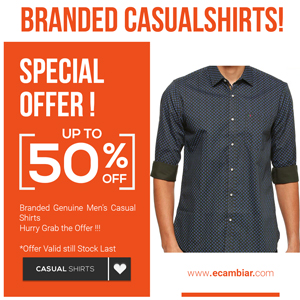 BRANDED CASUALSHIRTS!
SPECIAL
OFFER !
UP TO
50%
OFF
Branded Genuine Men's Casual
Shirts
Hurry Grab the Offer !!!
*Offer Valid still Stock Last
CASUAL SHIRTS
www.ecambiar.com